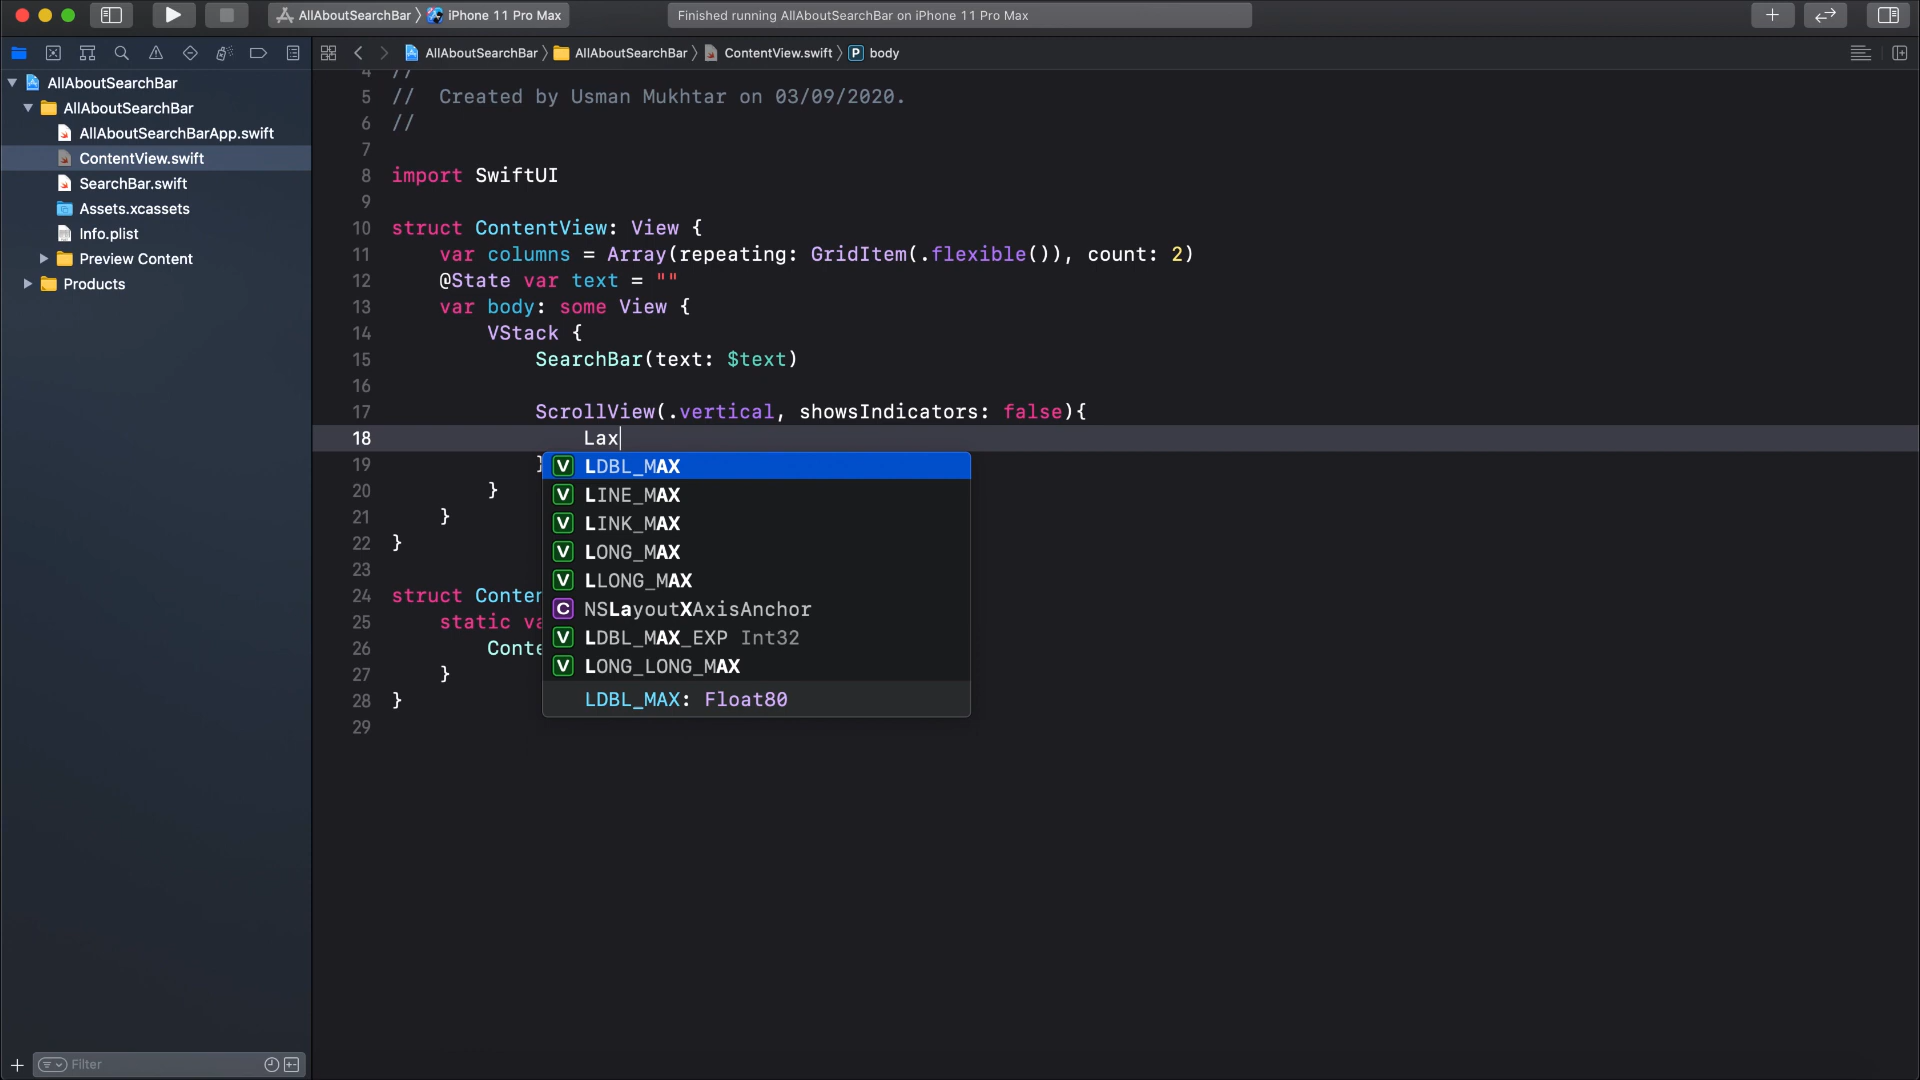 AllAboutSearchBar 〉 iPhone 11 Pro Max
Finished running AllAboutSearchBar on iPhone 11 Pro Max
AllAboutSearchBar 〉 AllAboutSearchBar 〉 ContentView.swift 〉 P body
AllAboutSearchBar
AllAboutSearchBar
AllAboutSearchBarApp.swift
ContentView.swift
SearchBar.swift
Assets.xcassets
Info.plist
Preview Content
Products
Filter
4 //
5 //  Created by Usman Mukhtar on 03/09/2020.
6 //
7
8 import SwiftUI
9
10 struct ContentView: View {
11     var columns = Array(repeating: GridItem(.flexible()), count: 2)
12     @State var text = ""
13     var body: some View {
14         VStack {
15             SearchBar(text: $text)
16
17             ScrollView(.vertical, showsIndicators: false){
18                 Lax
19             }
20         }
21     }
22 }
23
24 struct Conten
25     static va
26         Conte
27     }
28 }
29
V LDBL_MAX
V LINE_MAX
V LINK_MAX
V LONG_MAX
V LLONG_MAX
C NSLayoutXAxisAnchor
V LDBL_MAX_EXP Int32
V LONG_LONG_MAX
LDBL_MAX: Float80